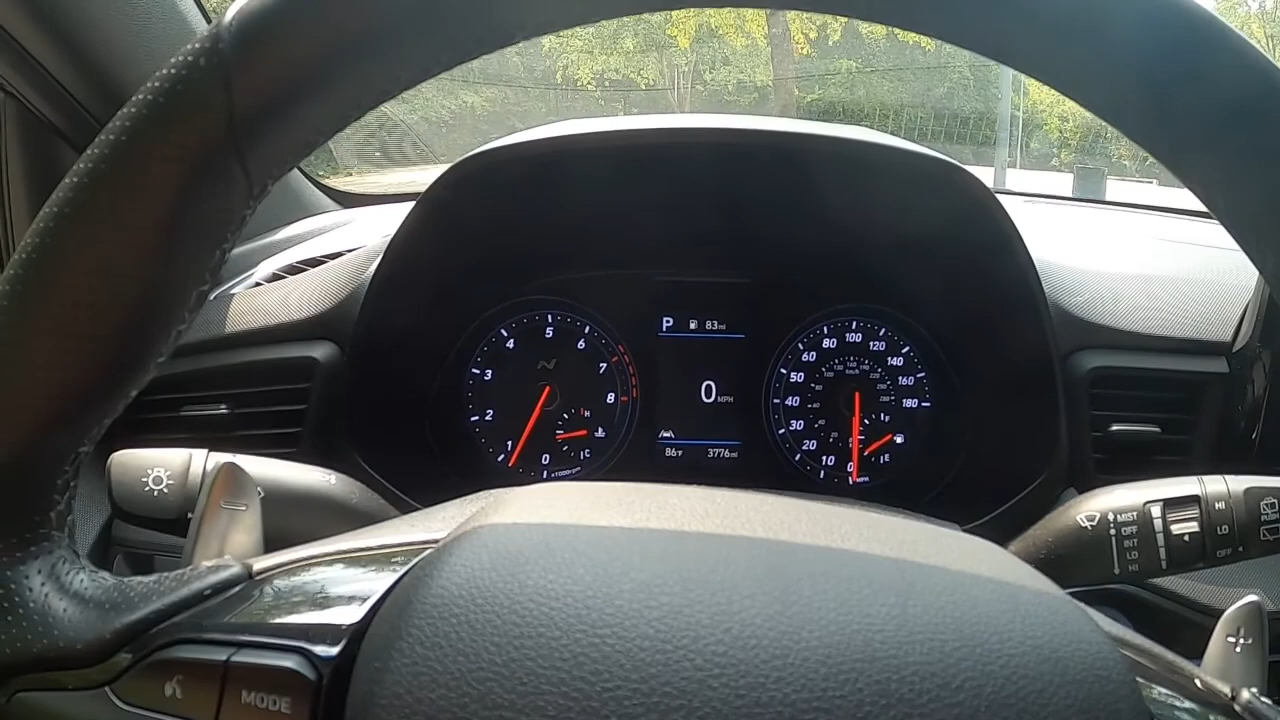 5
4
6
3
7
2
8
1
0
x1000rpm
H
C
P 83mi
0 MPH
86°F 3776mi
100
80
120
60
140
50
160
40
180
30
20
10
0
MPH
km/h
F
E
MIST
OFF
INT
LO
HI
HI
LO
OFF
PUSH
MODE